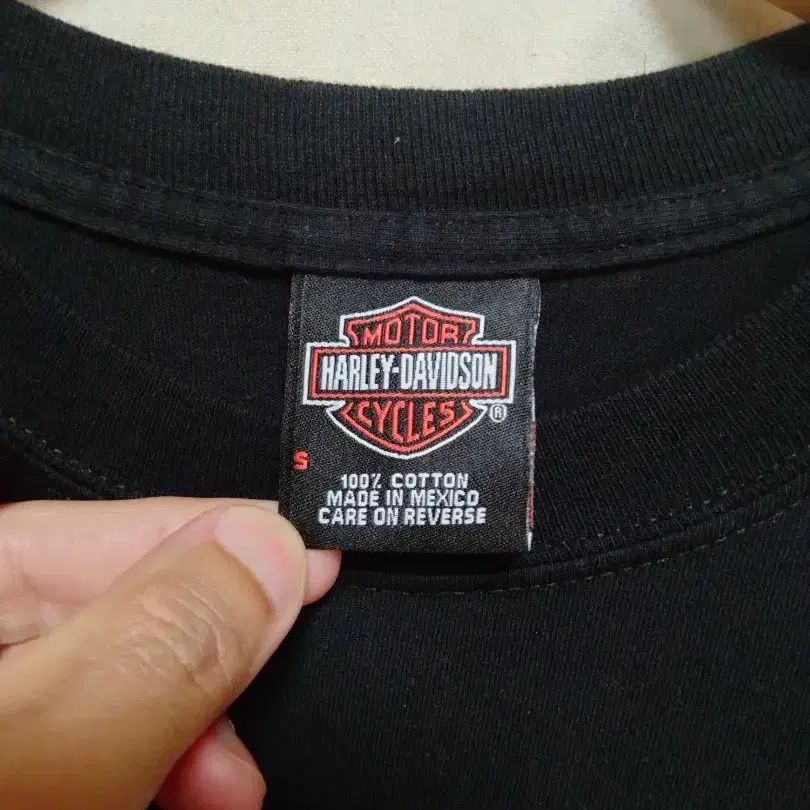 MOTOR
HARLEY-DAVIDSON
CYCLES
®
S
100% COTTON
MADE IN MEXICO
CARE ON REVERSE